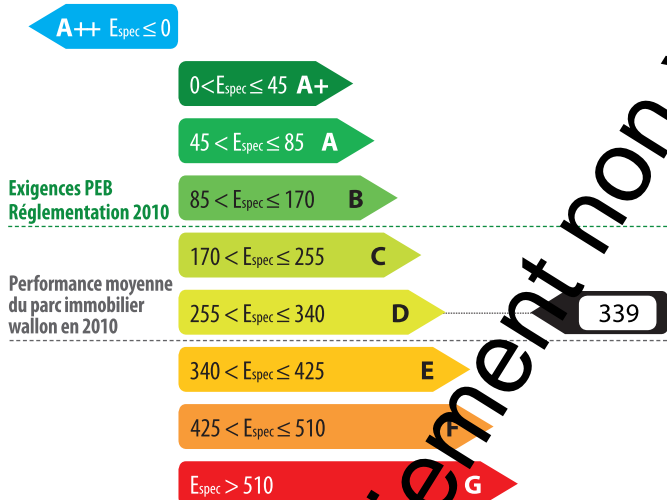 A++ Espec ≤ 0
0<Espec ≤ 45 A+
45 < Espec ≤ 85 A
Exigences PEB
Réglementation 2010
85 < Espec ≤ 170 B
170 < Espec ≤ 255 C
Performance moyenne
du parc immobilier
wallon en 2010
255 < Espec ≤ 340 D
339
340 < Espec ≤ 425 E
425 < Espec ≤ 510 F
Espec > 510 G
non